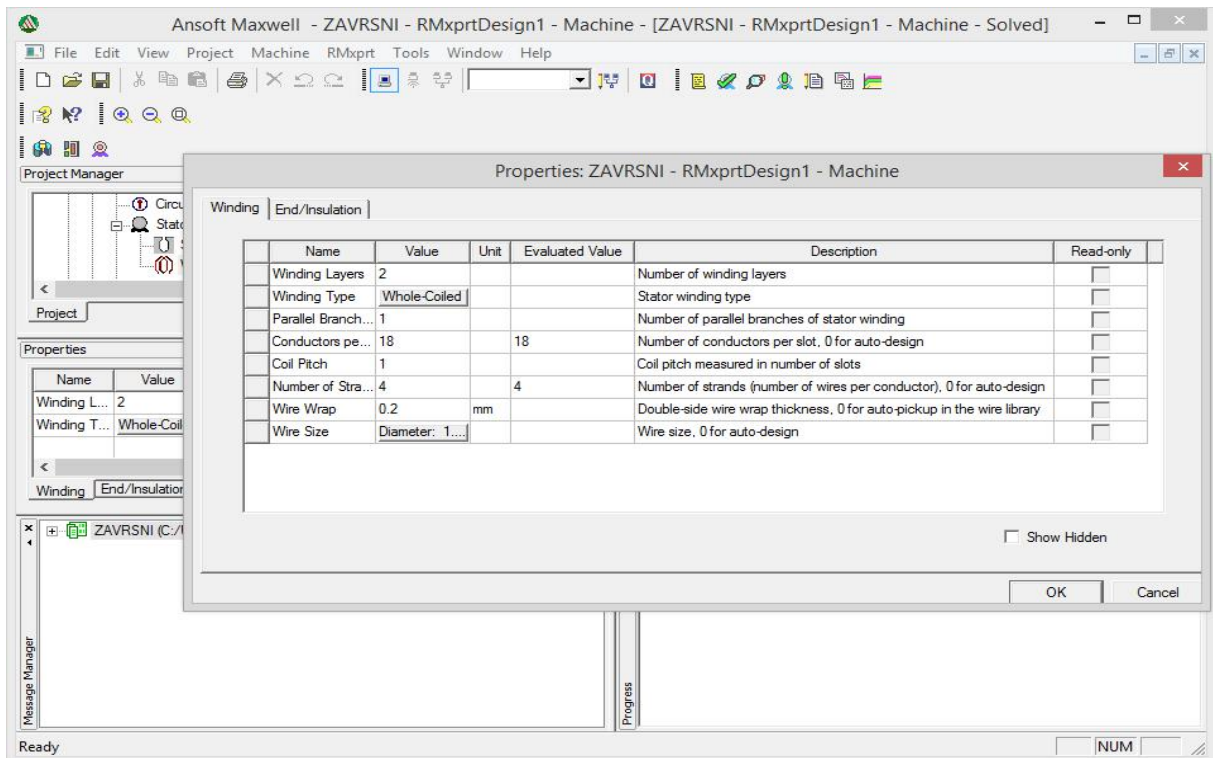 Ansoft Maxwell - ZAVRSNI - RMxprtDesign1 - Machine - [ZAVRSNI - RMxprtDesign1 - Machine - Solved]
File Edit View Project Machine RMxprt Tools Window Help
Project Manager
Circu
Stato
Project
Properties
Name Value
Winding L... 2
Winding T... Whole-Coil
Winding End/Insulation
ZAVRSNI (C:/
Message Manager
Progress
Ready
NUM
Properties: ZAVRSNI - RMxprtDesign1 - Machine
Winding End/Insulation
Name Value Unit Evaluated Value Description Read-only
Winding Layers 2 Number of winding layers
Winding Type Whole-Coiled Stator winding type
Parallel Branch... 1 Number of parallel branches of stator winding
Conductors pe... 18 18 Number of conductors per slot, 0 for auto-design
Coil Pitch 1 Coil pitch measured in number of slots
Number of Stra... 4 4 Number of strands (number of wires per conductor), 0 for auto-design
Wire Wrap 0.2 mm Double-side wire wrap thickness, 0 for auto-pickup in the wire library
Wire Size Diameter: 1.... Wire size, 0 for auto-design
Show Hidden
OK Cancel